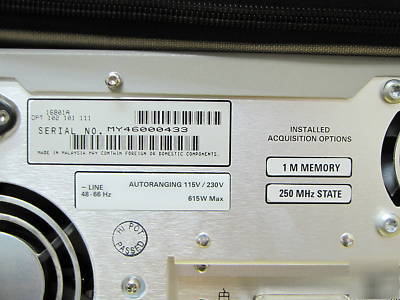 16801A
OPT 102 101 111
SERIAL NO. MY46000433
MADE IN MALAYSIA MAY CONTAIN FOREIGN OR DOMESTIC COMPONENTS.
INSTALLED
ACQUISITION OPTIONS
1 M MEMORY
250 MHz STATE
~ LINE
48-66 Hz
AUTORANGING 115V / 230V
615W Max
HI POT
PASSED